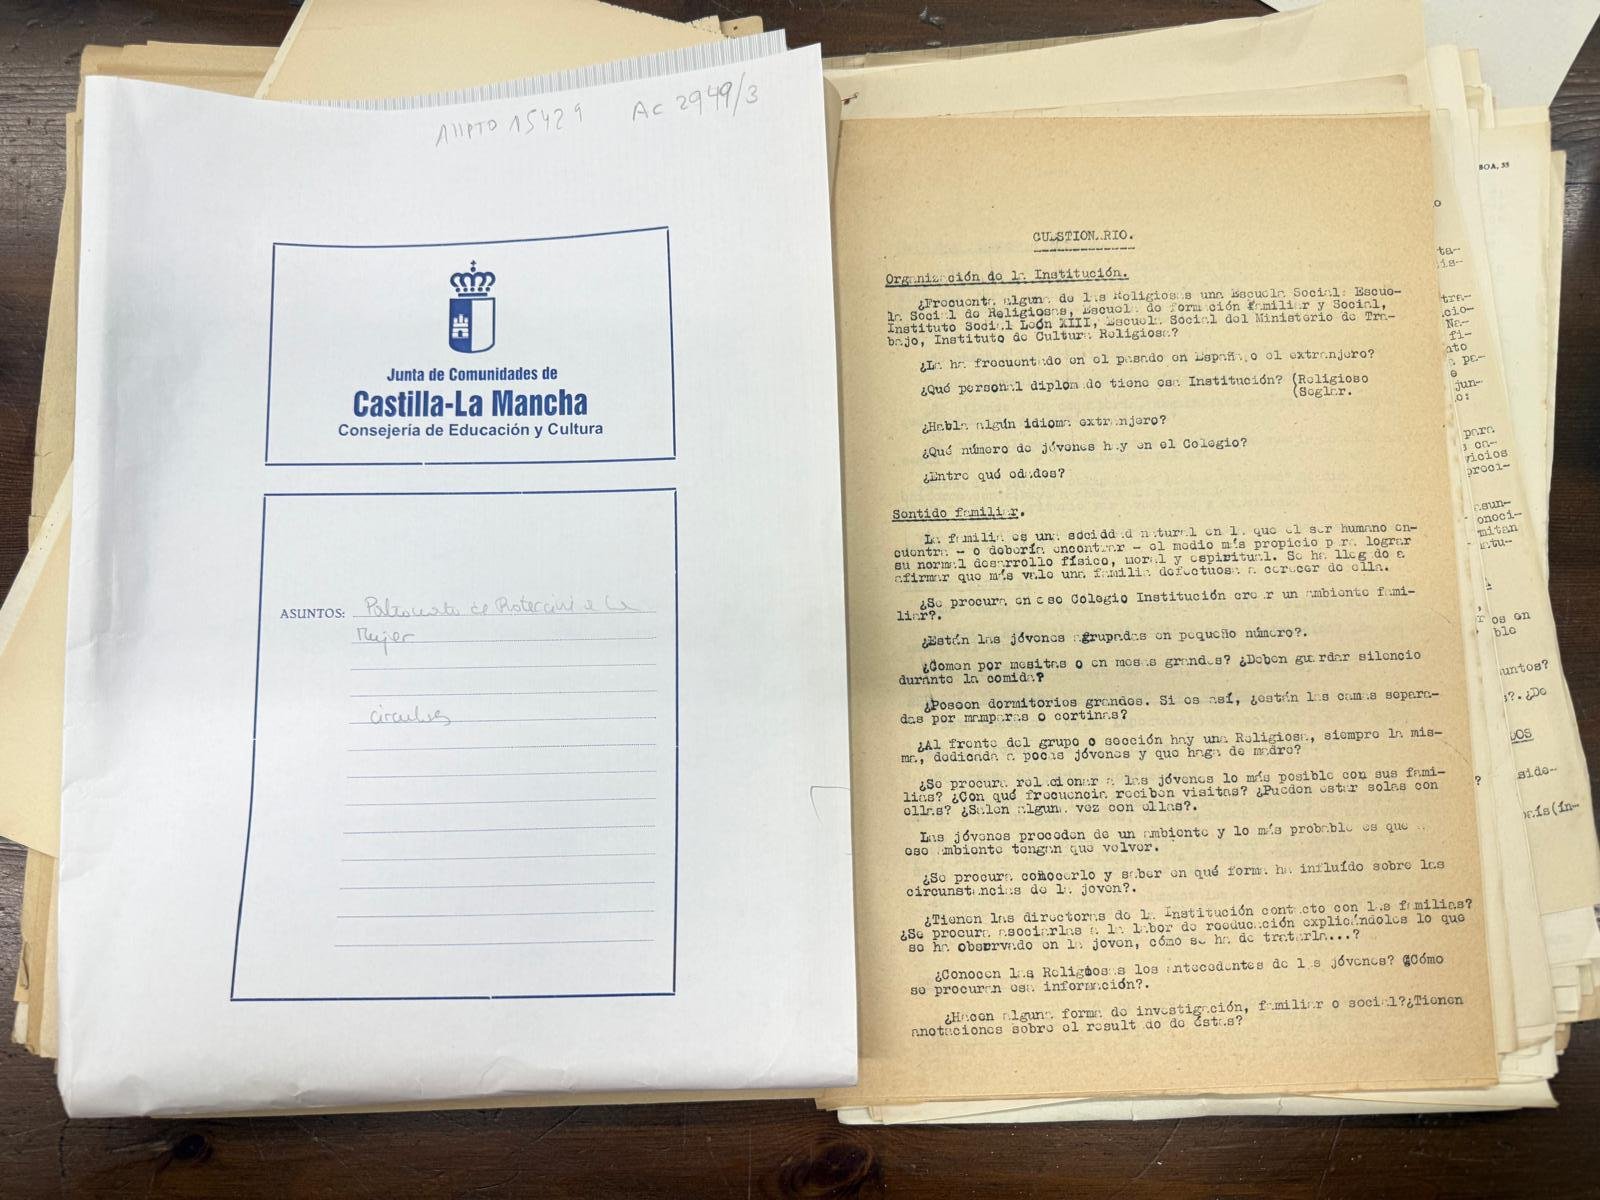 AHPTO 15429 AC 2949/3
Junta de Comunidades de
Castilla-La Mancha
Consejería de Educación y Cultura
ASUNTOS: Patronato de Protección a la
Mujer
circulares
CUESTIONARIO.
Organización de la Institución.
¿Frecuenta alguna de las Religiosas una Escuela Social: Escue-
la Social de Religiosas, Escuela de formación familiar y Social,
Instituto Social León XIII, Escuela Social del Ministerio de Tra-
bajo, Instituto de Cultura Religiosa?
¿La ha frecuentado en el pasado en España,o el extranjero?
¿Qué personal diplomado tiene esa Institución? (Religioso
(Seglar.
¿Habla algún idioma extranjero?
¿Qué número de jóvenes hay en el Colegio?
¿Entre qué edades?
Sentido familiar.
La familia es una sociedad natural en la que el ser humano en-
cuentra - o debería encontrar - el medio más propicio para lograr
su normal desarrollo físico, moral y espiritual. Se ha llegado a
afirmar que más vale una familia defectuosa a carecer de ella.
¿Se procura en ese Colegio Institución crear un ambiente fami-
liar?.
¿Están las jóvenes agrupadas en pequeño número?.
¿Comen por mesitas o en mesas grandes? ¿Deben guardar silencio
durante la comida?
¿Poseen dormitorios grandes. Si es así, ¿están las camas separa-
das por mamparas o cortinas?
¿Al frente del grupo o sección hay una Religiosa, siempre la mis-
ma, dedicada a pocas jóvenes y que haga de madre?
¿Se procura relacionar a las jóvenes lo más posible con sus fami-
lias? ¿Con qué frecuencia reciben visitas? ¿Pueden estar solas con
ellas? ¿Salen alguna vez con ellas?.
Las jóvenes proceden de un ambiente y lo más probable es que a
ese ambiente tengan que volver.
¿Se procura conocerlo y saber en qué forma ha influído sobre las
circunstancias de la joven?.
¿Tienen las directoras de la Institución contacto con las familias?
¿Se procura asociarlas a la labor de reeducación explicándoles lo que
se ha observado en la joven, cómo se ha de tratarla...?
¿Conocen las Religiosas los antecedentes de las jóvenes? ¿Cómo
se procuran esa información?.
¿Hacen alguna forma de investigación, familiar o social?¿Tienen
anotaciones sobre el resultado de éstas?
BOA, 35